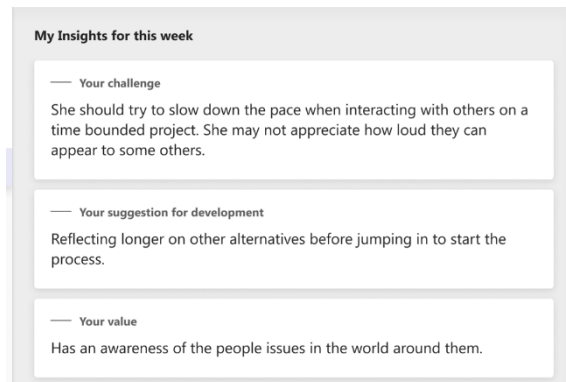 My Insights for this week
Your challenge
She should try to slow down the pace when interacting with others on a
time bounded project. She may not appreciate how loud they can
appear to some others.
Your suggestion for development
Reflecting longer on other alternatives before jumping in to start the
process.
Your value
Has an awareness of the people issues in the world around them.